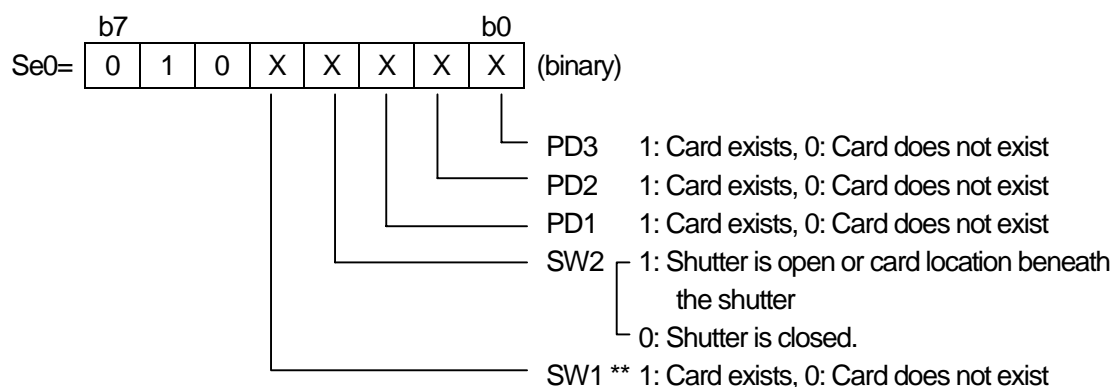 b7 b0
Se0= 0 1 0 X X X X X (binary)
PD3 1: Card exists, 0: Card does not exist
PD2 1: Card exists, 0: Card does not exist
PD1 1: Card exists, 0: Card does not exist
SW2 1: Shutter is open or card location beneath
the shutter
0: Shutter is closed.
SW1 ** 1: Card exists, 0: Card does not exist